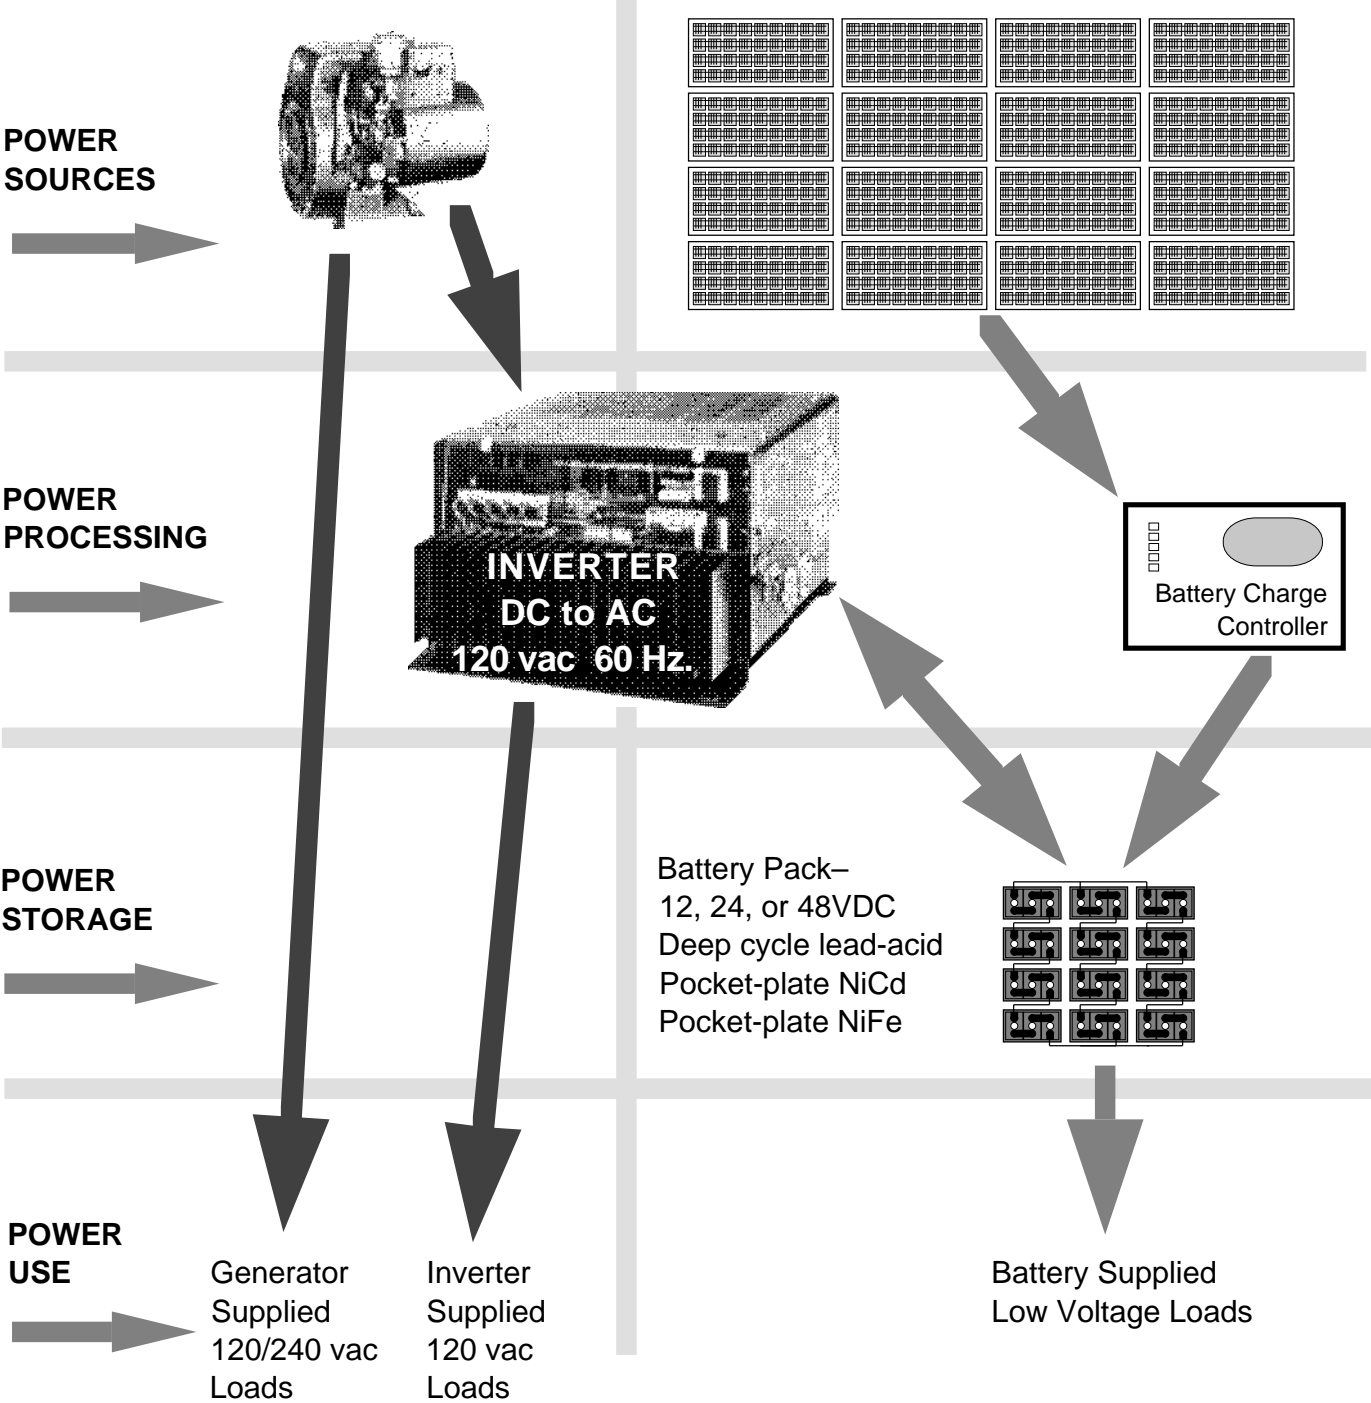 POWER
SOURCES
POWER
PROCESSING
INVERTER
DC to AC
120 vac 60 Hz.
Battery Charge
Controller
POWER
STORAGE
Battery Pack–
12, 24, or 48VDC
Deep cycle lead-acid
Pocket-plate NiCd
Pocket-plate NiFe
POWER
USE
Generator
Supplied
120/240 vac
Loads
Inverter
Supplied
120 vac
Loads
Battery Supplied
Low Voltage Loads